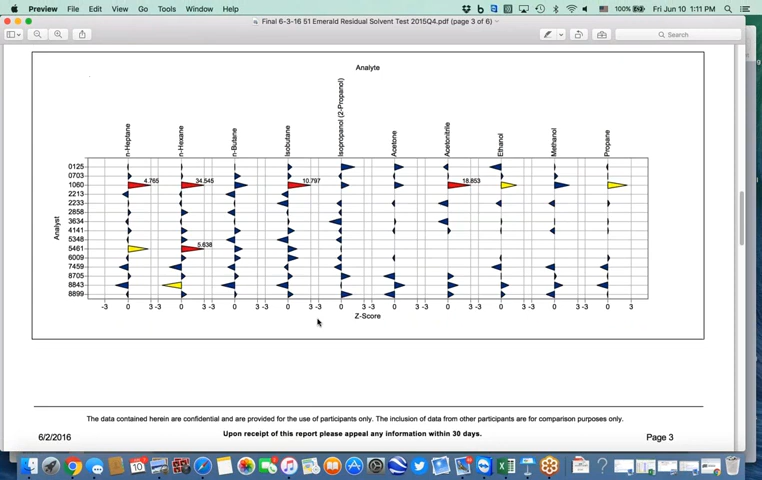 Preview File Edit View Go Tools Window Help
100% Fri Jun 10 1:11 PM
Final 6-3-16 51 Emerald Residual Solvent Test 2015Q4.pdf (page 3 of 6)
Search
Analyte
n-Heptane n-Hexane n-Butane Isobutane Isopropanol (2-Propanol) Acetone Acetonitrile Ethanol Methanol Propane
Analyst
0125
0703
1060 4.765 34.545 10.797 18.853
2213
2233
2858
3634
4141
5348
5461 5.638
6009
7459
8705
8843
8899
-3 0 3 -3 0 3 -3 0 3 -3 0 3 -3 0 3 -3 0 3 -3 0 3 -3 0 3 -3 0 3 -3 0 3
Z-Score
The data contained herein are confidential and are provided for the use of participants only. The inclusion of data from other participants are for comparison purposes only.
6/2/2016 Upon receipt of this report please appeal any information within 30 days. Page 3
10